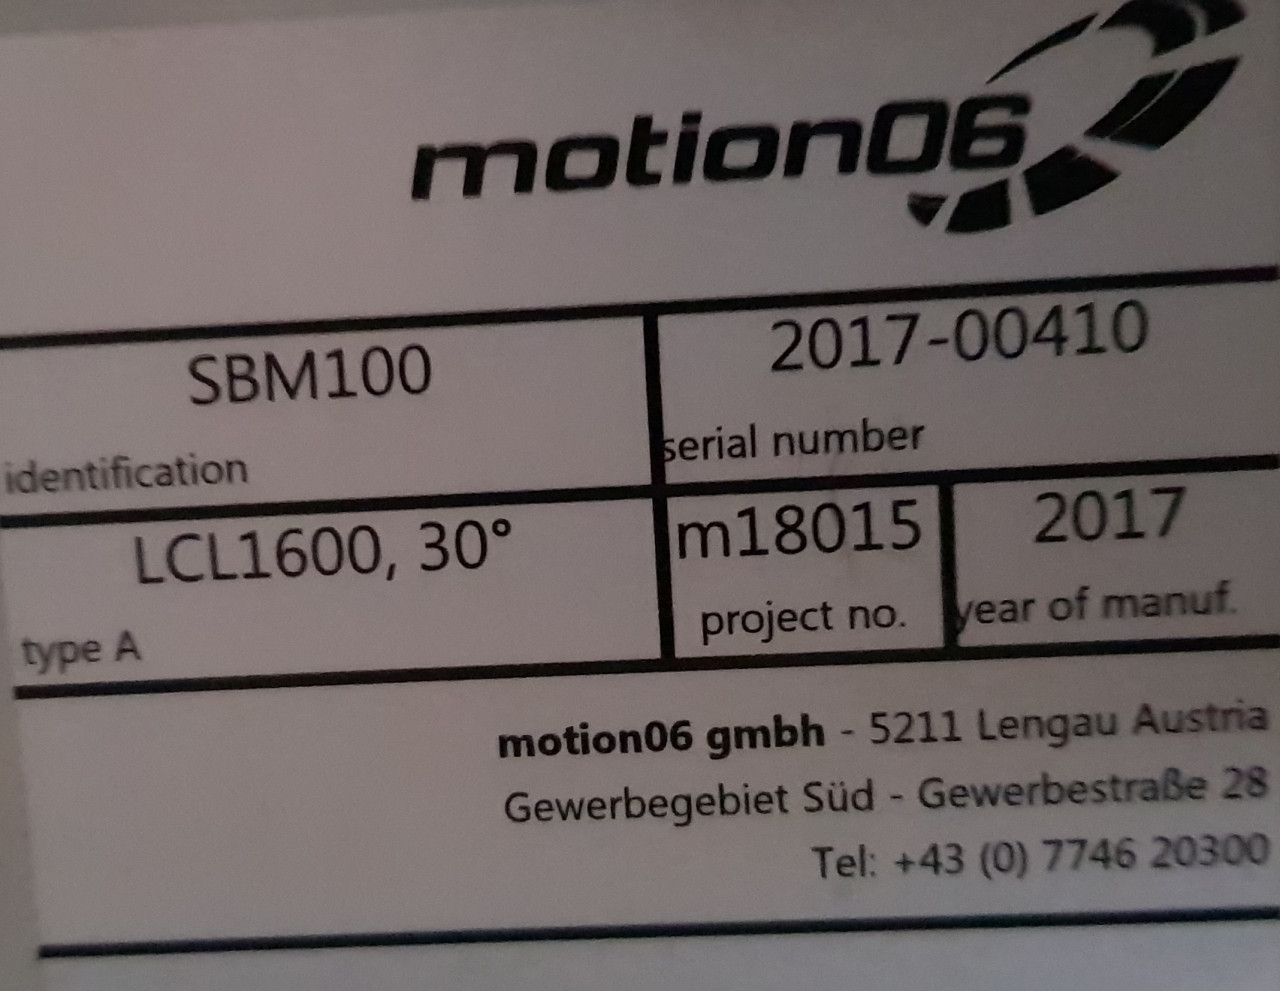 motion06
SBM100
identification
2017-00410
serial number
LCL1600, 30°
type A
m18015
project no.
2017
year of manuf.
motion06 gmbh - 5211 Lengau Austria
Gewerbegebiet Süd - Gewerbestraße 28
Tel: +43 (0) 7746 20300